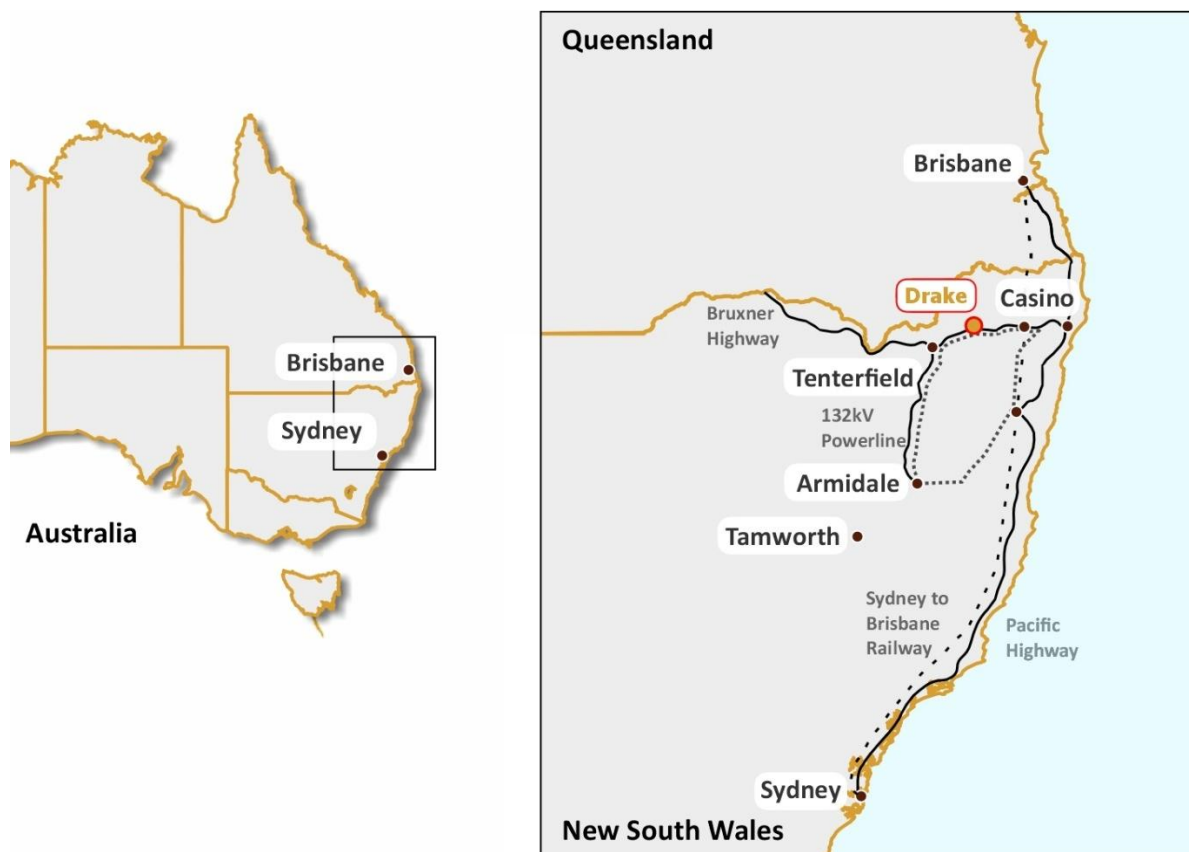 Brisbane
Sydney
Australia
Queensland
Brisbane
Drake
Casino
Bruxner
Highway
Tenterfield
132kV
Powerline
Armidale
Tamworth
Sydney to
Brisbane
Railway
Pacific
Highway
Sydney
New South Wales